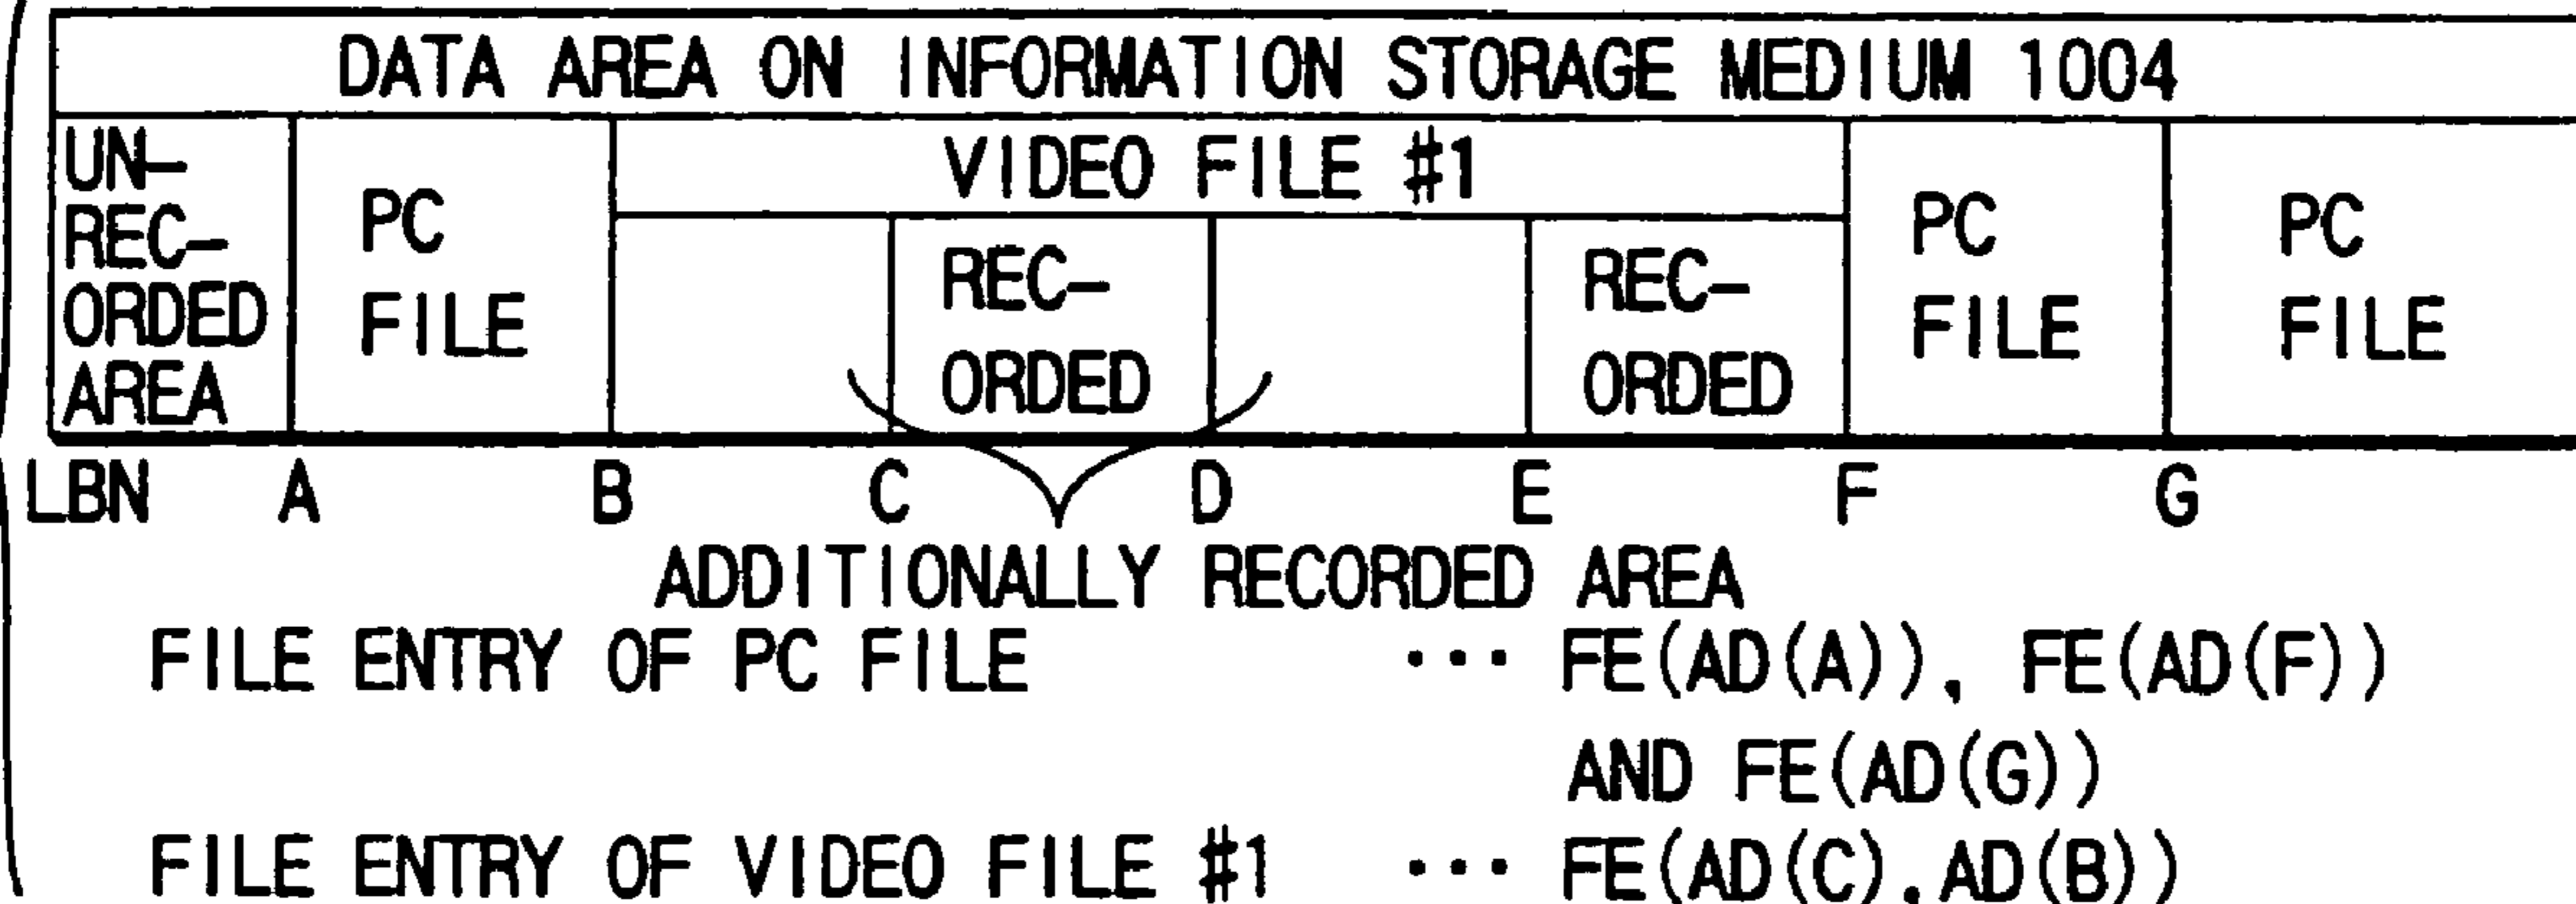 DATA AREA ON INFORMATION STORAGE MEDIUM 1004
UN-
REC-
ORDED
AREA
PC
FILE
VIDEO FILE #1
REC-
ORDED
REC-
ORDED
PC
FILE
PC
FILE
LBN A B C D E F G
ADDITIONALLY RECORDED AREA
FILE ENTRY OF PC FILE ··· FE(AD(A)), FE(AD(F))
AND FE(AD(G))
FILE ENTRY OF VIDEO FILE #1 ··· FE(AD(C),AD(B))